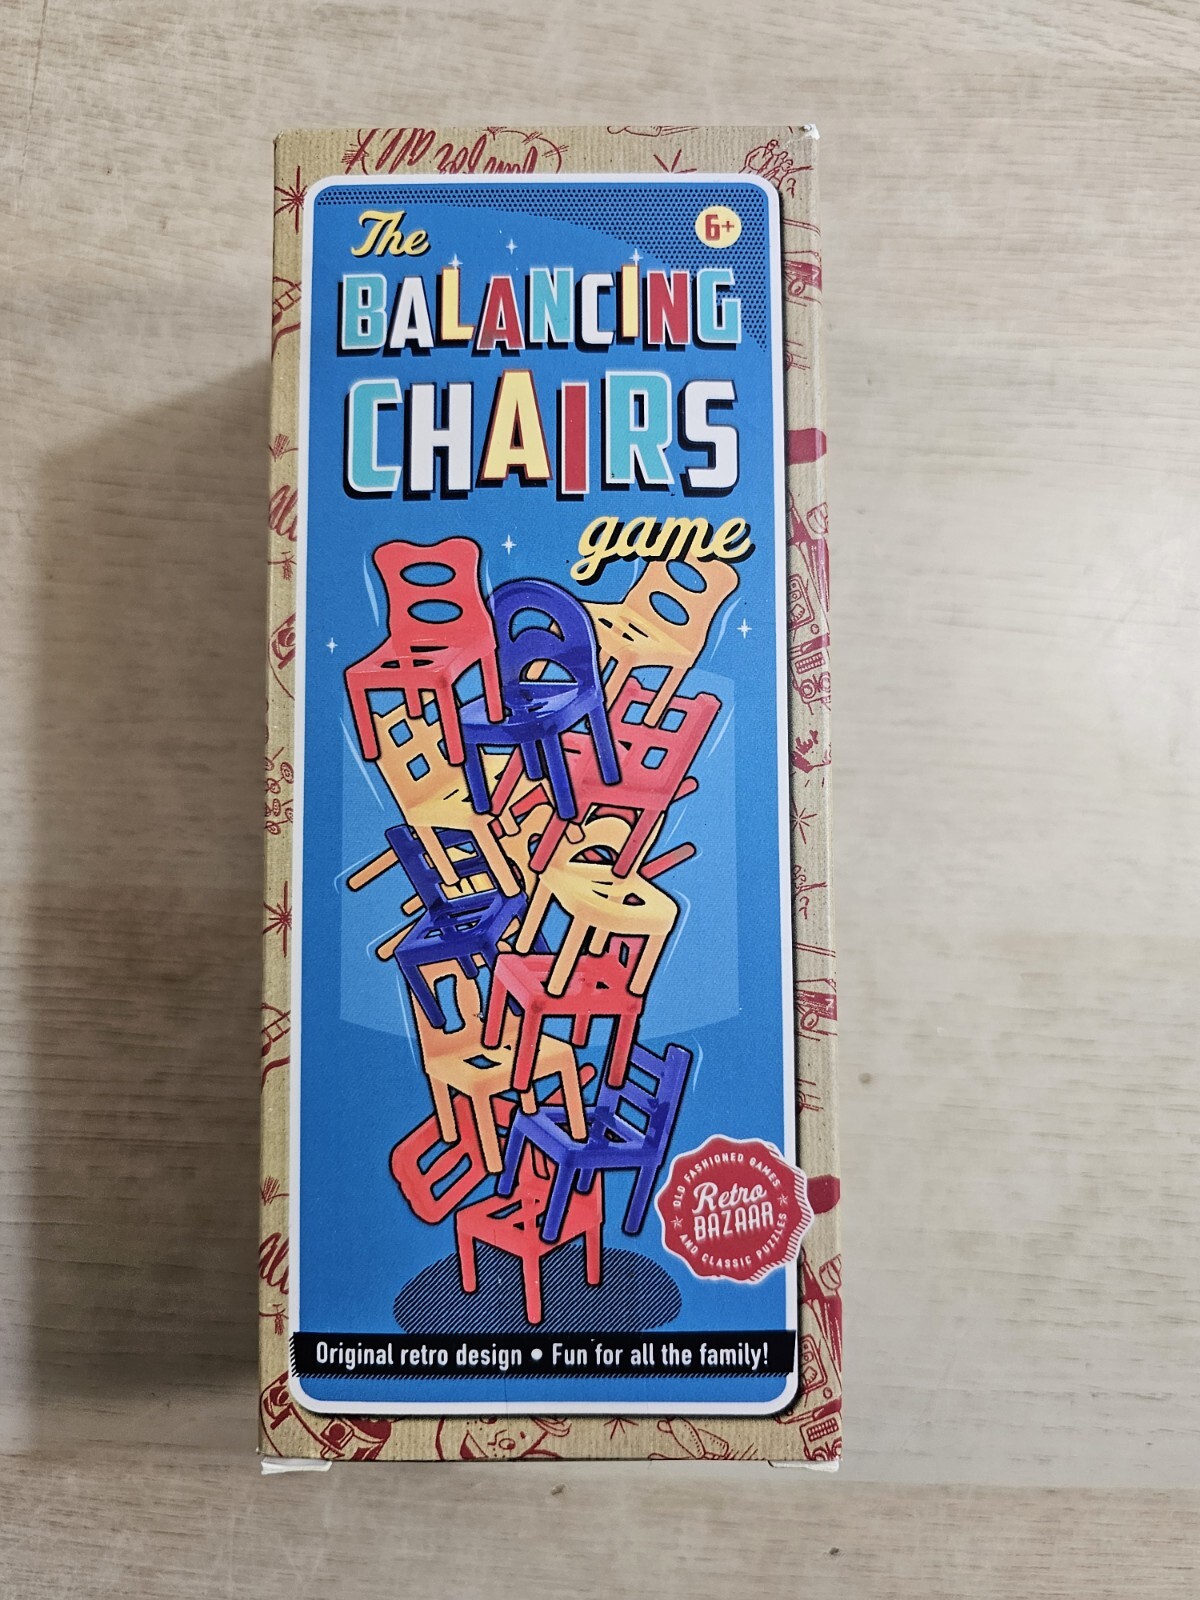 The
6+
BALANCING
CHAIRS
game
OLD FASHIONED GAMES
Retro
BAZAAR
AND CLASSIC PUZZLES
Original retro design • Fun for all the family!